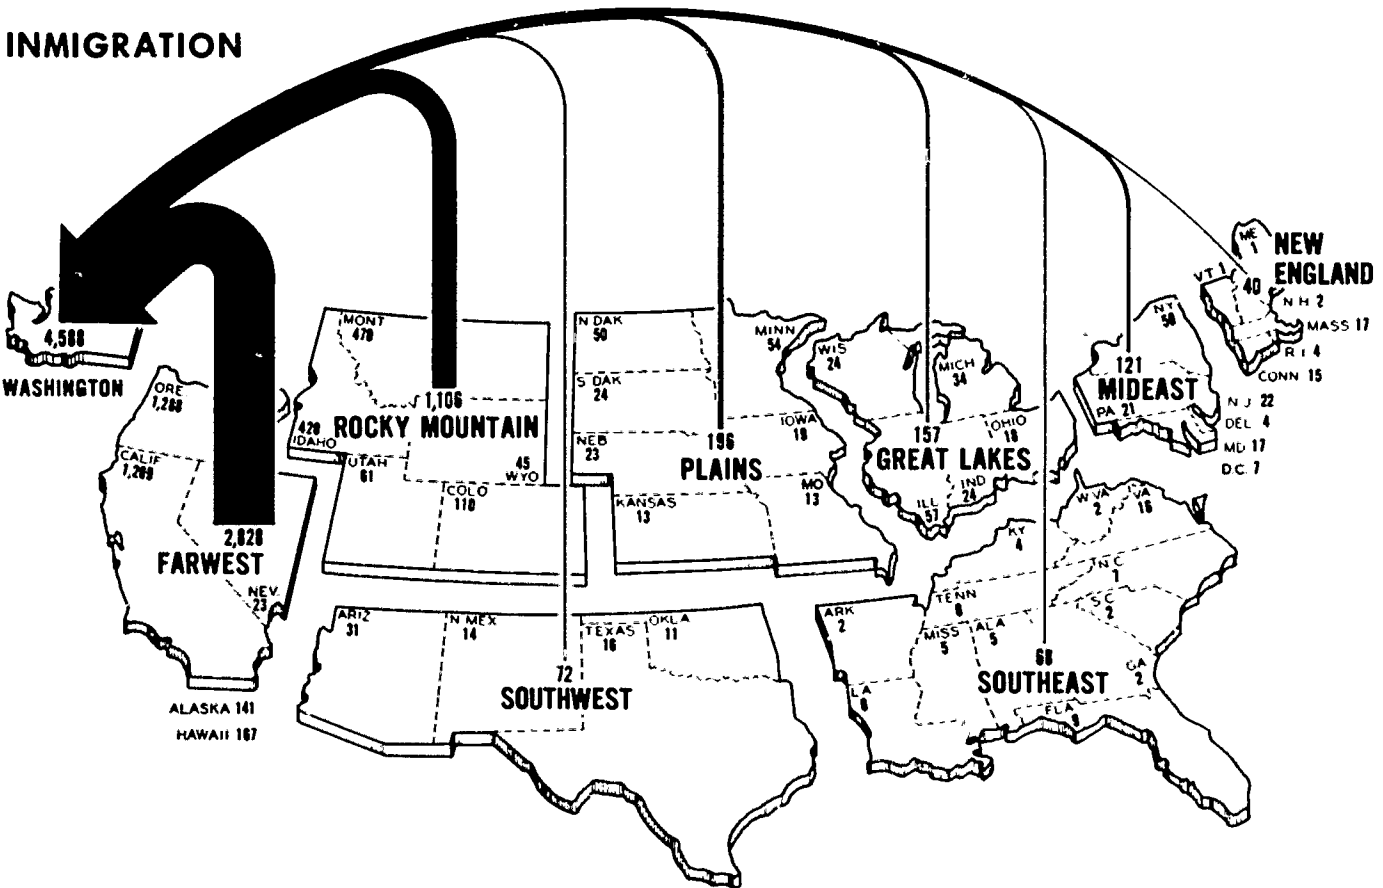 INMIGRATION
4,588
WASHINGTON
ORE
1,288
CALIF
1,209
2,828
FARWEST
NEV
23
ALASKA 141
HAWAII 167
MONT
470
1,106
ROCKY MOUNTAIN
420
IDAHO
UTAH
61
45
WYO
COLO
110
N DAK
50
S DAK
24
NEB
23
KANSAS
13
MINN
54
IOWA
19
196
PLAINS
MO
13
WIS
24
MICH
34
157
GREAT LAKES
OHIO
18
IND
24
ILL
57
NY
50
121
MIDEAST
PA 21
N J 22
DEL 4
MD 17
D.C. 7
ME
1
NEW
ENGLAND
VT 1
40
N H 2
MASS 17
R I 4
CONN 15
ARIZ
31
N MEX
14
TEXAS
16
OKLA
11
72
SOUTHWEST
W VA
2
VA
16
KY
4
N C
1
TENN
8
S C
2
ARK
2
MISS
5
ALA
5
GA
2
68
SOUTHEAST
LA
FLA
9